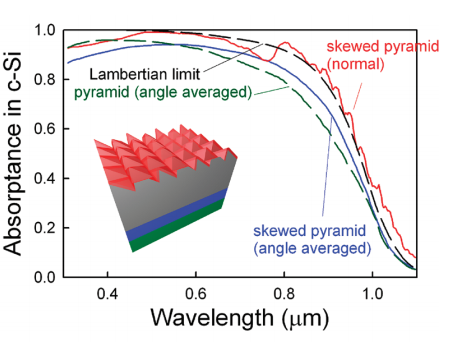 Absorptance in c-Si
1.0
0.8
0.6
0.4
0.2
0.0
skewed pyramid
(normal)
Lambertian limit
pyramid (angle averaged)
skewed pyramid
(angle averaged)
0.4 0.6 0.8 1.0
Wavelength (μm)